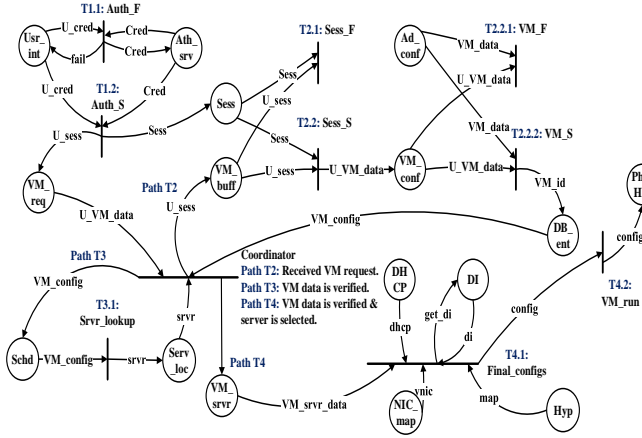 T1.1: Auth_F
Usr_
int
U_cred
Cred
fail
Cred
Ath_
srv
U_cred
T1.2:
Auth_S
Cred
U_sess
Sess
Sess
T2.1: Sess_F
Sess
U_sess
Sess
T2.2: Sess_S
Ad_
conf
VM_data
T2.2.1: VM_F
U_VM_data
VM_data
T2.2.2: VM_S
VM_
req
Path T2
U_sess
VM_
buff
U_sess
U_VM_data
VM_
conf
U_VM_data
VM_id
DB_
ent
U_VM_data
VM_config
Path T3
VM_config
Coordinator
Path T2: Received VM request.
Path T3: VM data is verified.
Path T4: VM data is verified &
server is selected.
T3.1:
Srvr_lookup
srvr
Schd
VM_config
srvr
Serv
_loc
Path T4
VM_
srvr
VM_srvr_data
DH
CP
dhcp
DI
get_di
di
config
T4.1:
Final_configs
vnic
NIC_
map
map
Hyp
config
T4.2:
VM_run